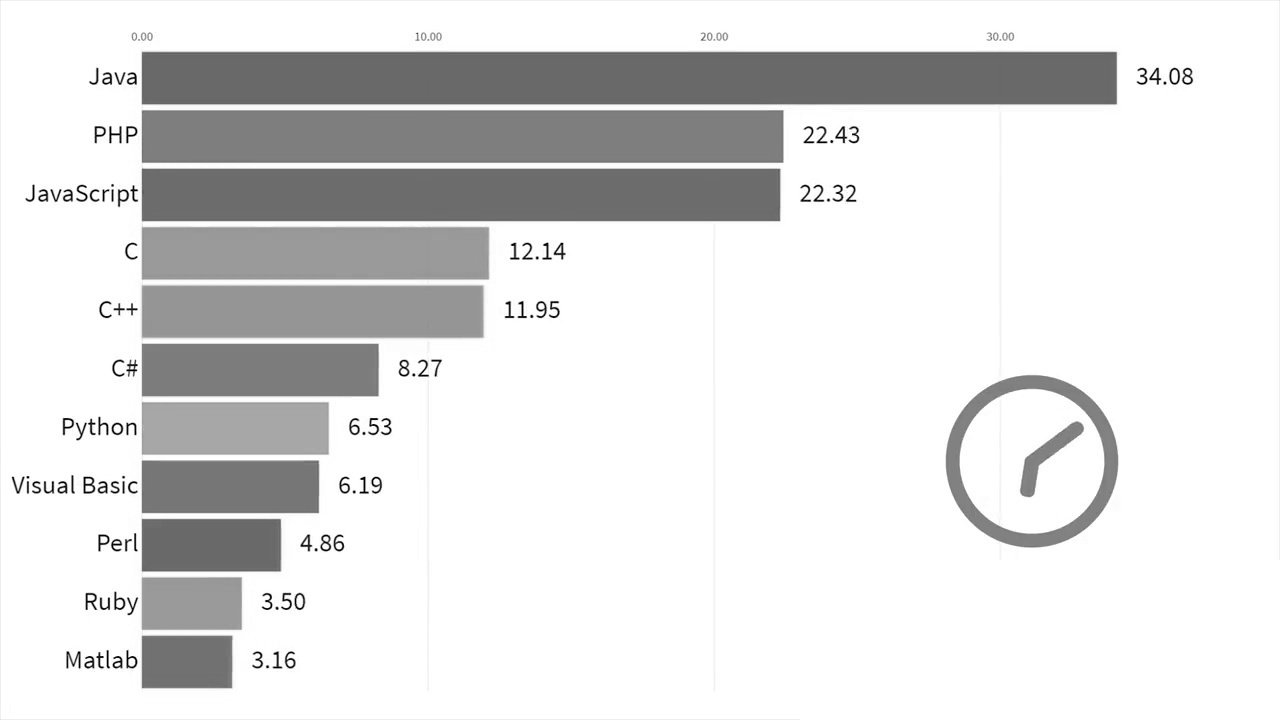 0.00 10.00 20.00 30.00
Java 34.08
PHP 22.43
JavaScript 22.32
C 12.14
C++ 11.95
C# 8.27
Python 6.53
Visual Basic 6.19
Perl 4.86
Ruby 3.50
Matlab 3.16